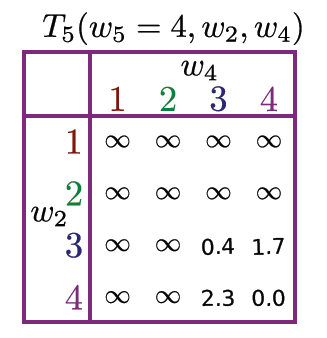 T₅(w₅ = 4, w₂, w₄)
w₄
1 2 3 4
1 ∞ ∞ ∞ ∞
2 ∞ ∞ ∞ ∞
w₂
3 ∞ ∞ 0.4 1.7
4 ∞ ∞ 2.3 0.0